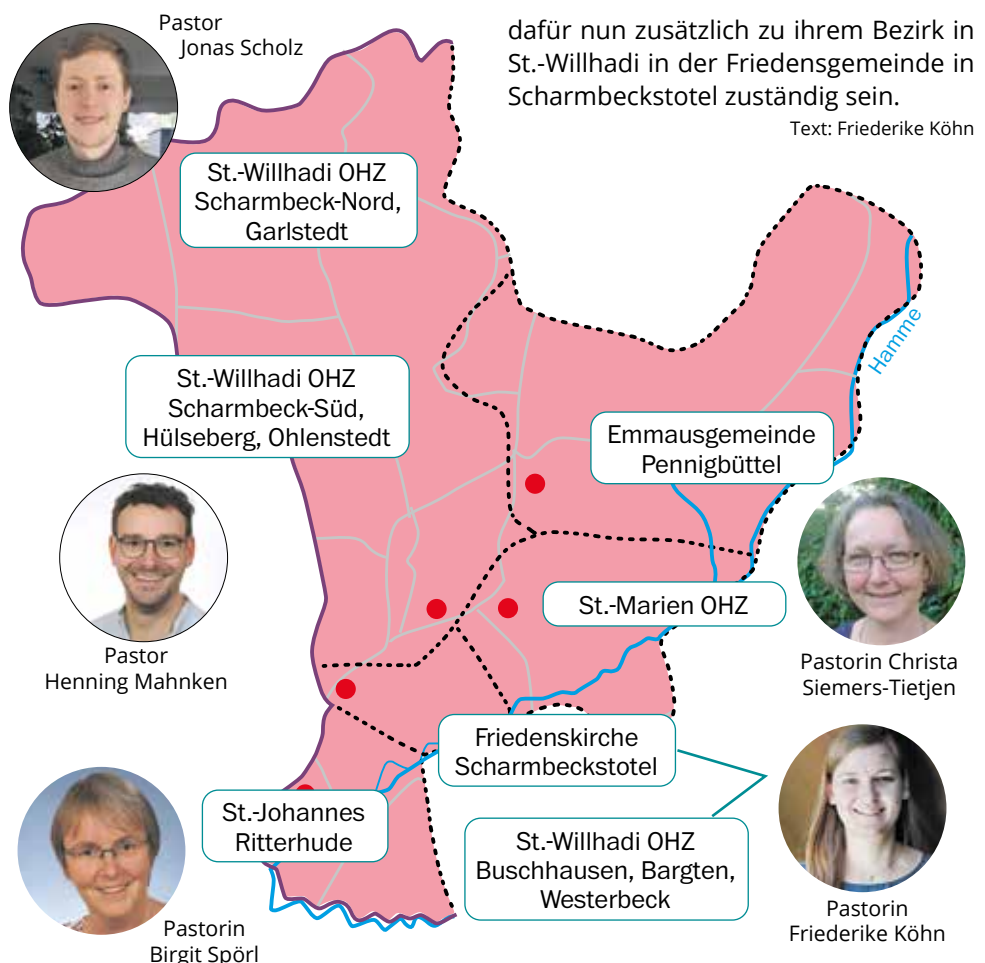 Pastor
Jonas Scholz
dafür nun zusätzlich zu ihrem Bezirk in
St.-Willhadi in der Friedensgemeinde in
Scharmbeckstotel zuständig sein.
Text: Friederike Köhn
St.-Willhadi OHZ
Scharmbeck-Nord,
Garlstedt
Hamme
St.-Willhadi OHZ
Scharmbeck-Süd,
Hülseberg, Ohlenstedt
Emmausgemeinde
Pennigbüttel
St.-Marien OHZ
Pastor
Henning Mahnken
Pastorin Christa
Siemers-Tietjen
Friedenskirche
Scharmbeckstotel
St.-Johannes
Ritterhude
St.-Willhadi OHZ
Buschhausen, Bargten,
Westerbeck
Pastorin
Birgit Spörl
Pastorin
Friederike Köhn